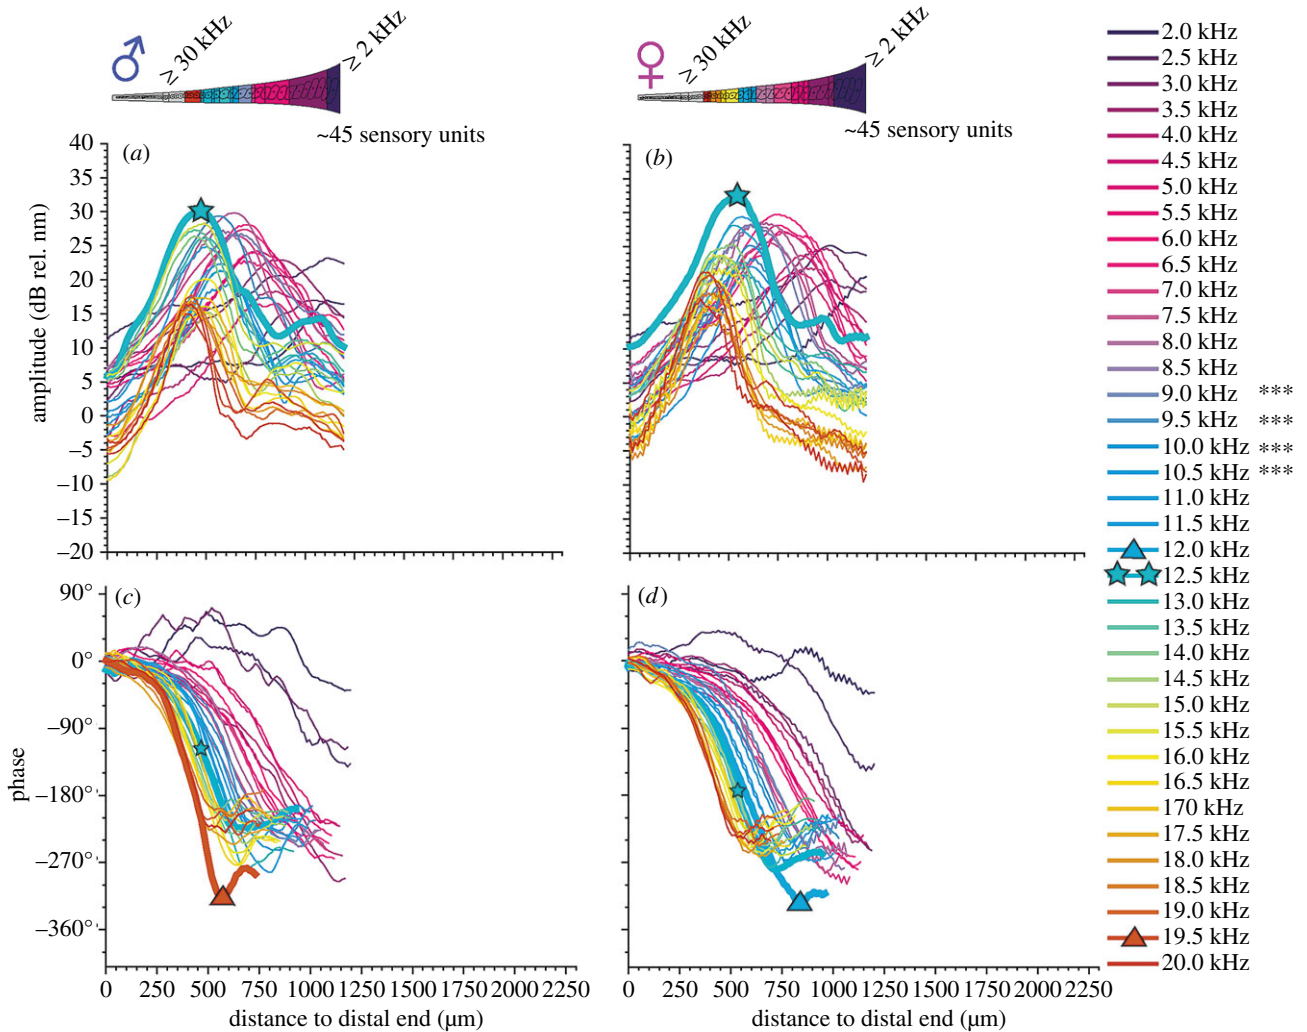 ♂ ≥ 30 kHz ≥ 2 kHz
~45 sensory units
♀ ≥ 30 kHz ≥ 2 kHz
~45 sensory units
(a)
amplitude (dB rel. nm)
40
35
30
25
20
15
10
5
0
−5
−10
−15
−20
(b)
(c)
phase
90°
0°
−90°
−180°
−270°
−360°
0 250 500 750 1000 1250 1500 1750 2000 2250
distance to distal end (µm)
(d)
0 250 500 750 1000 1250 1500 1750 2000 2250
distance to distal end (µm)
2.0 kHz
2.5 kHz
3.0 kHz
3.5 kHz
4.0 kHz
4.5 kHz
5.0 kHz
5.5 kHz
6.0 kHz
6.5 kHz
7.0 kHz
7.5 kHz
8.0 kHz
8.5 kHz
9.0 kHz ***
9.5 kHz ***
10.0 kHz ***
10.5 kHz ***
11.0 kHz
11.5 kHz
12.0 kHz
12.5 kHz
13.0 kHz
13.5 kHz
14.0 kHz
14.5 kHz
15.0 kHz
15.5 kHz
16.0 kHz
16.5 kHz
170 kHz
17.5 kHz
18.0 kHz
18.5 kHz
19.0 kHz
19.5 kHz
20.0 kHz